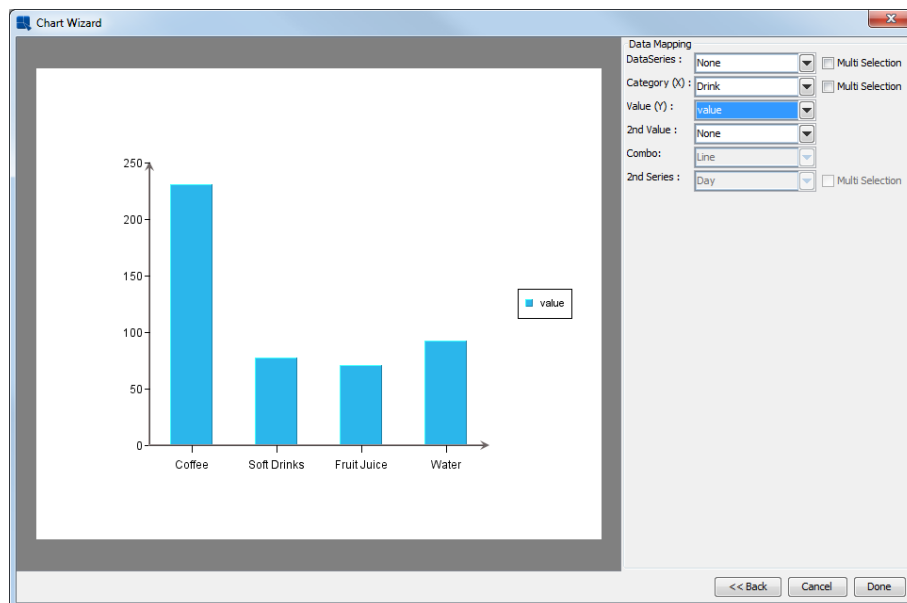 Chart Wizard
Data Mapping
DataSeries : None Multi Selection
Category (X) : Drink Multi Selection
Value (Y) : value
2nd Value : None
Combo: Line
2nd Series : Day Multi Selection
250
200
150
100
50
0
Coffee Soft Drinks Fruit Juice Water
value
<< Back Cancel Done